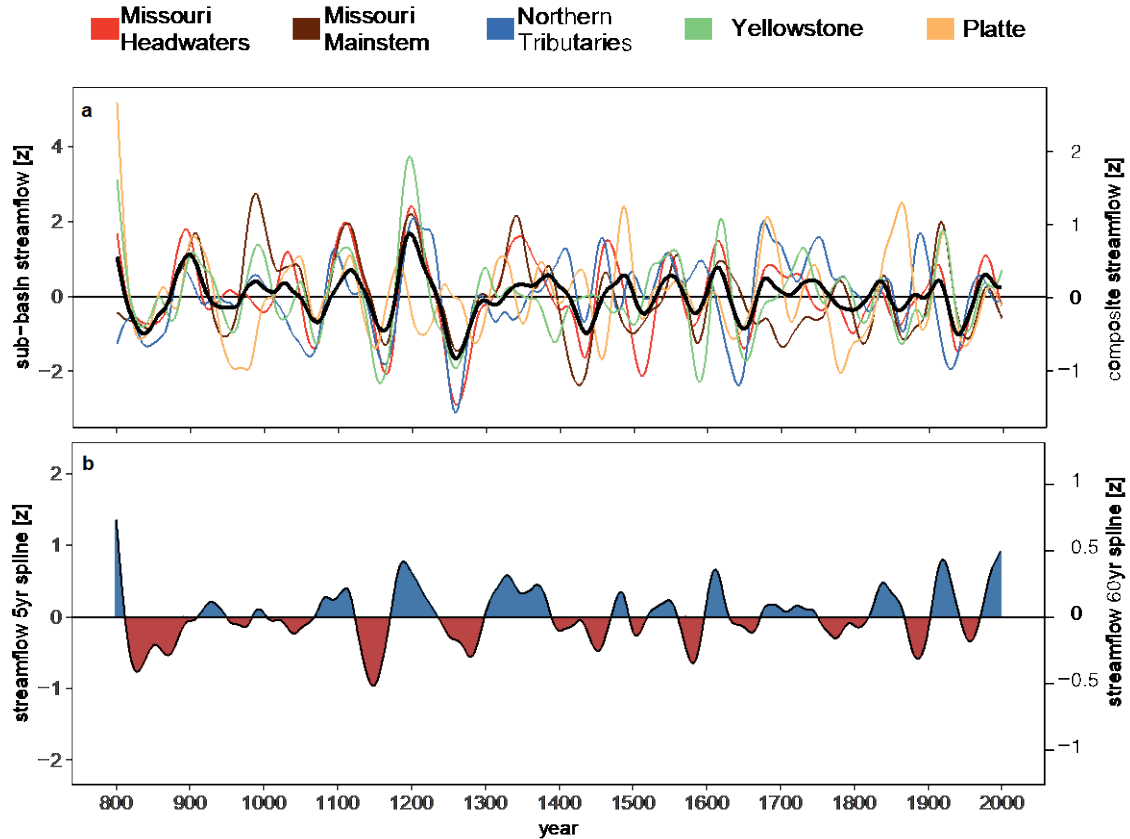 Missouri Headwaters
Missouri Mainstem
Northern Tributaries
Yellowstone
Platte
a
sub-basin streamflow [z]
4
2
0
−2
composite streamflow [z]
2
1
0
−1
b
streamflow 5yr spline [z]
2
1
0
−1
−2
streamflow 60yr spline [z]
1
0.5
0
−0.5
−1
800 900 1000 1100 1200 1300 1400 1500 1600 1700 1800 1900 2000
year